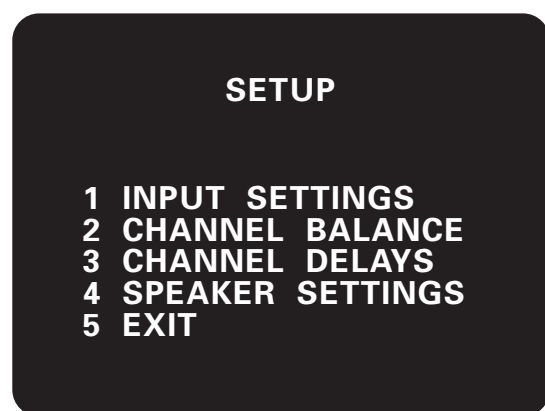 SETUP
1 INPUT SETTINGS
2 CHANNEL BALANCE
3 CHANNEL DELAYS
4 SPEAKER SETTINGS
5 EXIT